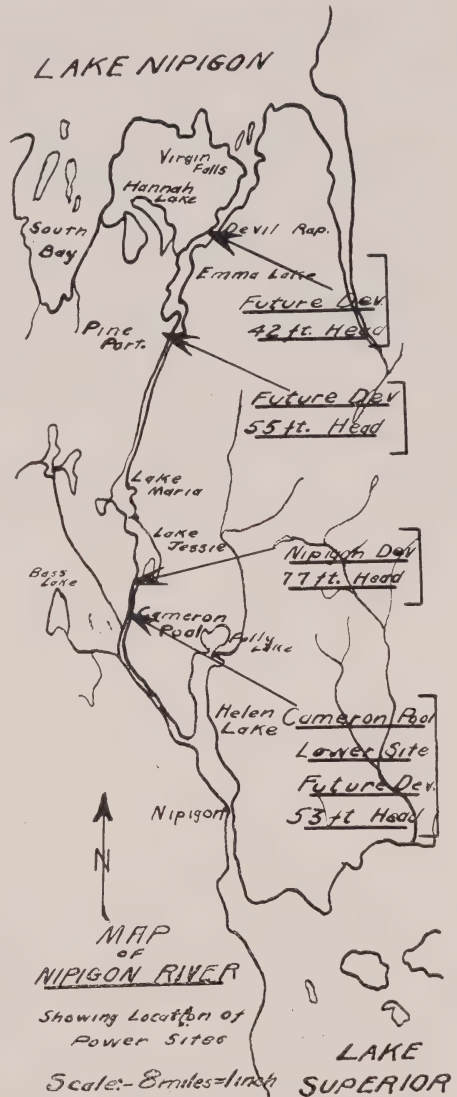 LAKE NIPIGON
Virgin
Falls
Hannah
Lake
South
Bay
Devil Rap.
Emma Lake
Future Dev.
42 ft. Head
Pine
Port.
Future Dev
55 ft. Head
Lake
Maria
Lake
Jessie
Nipigon Dev
77 ft. Head
Bass
Lake
Cameron
Pool
Polly
Lake
Helen
Lake
Cameron Pool
Lower Site
Future Dev.
53 ft Head
Nipigon
N
MAP
OF
NIPIGON RIVER
Showing Location of
Power Sites
Scale:- 8 miles=1inch
LAKE
SUPERIOR